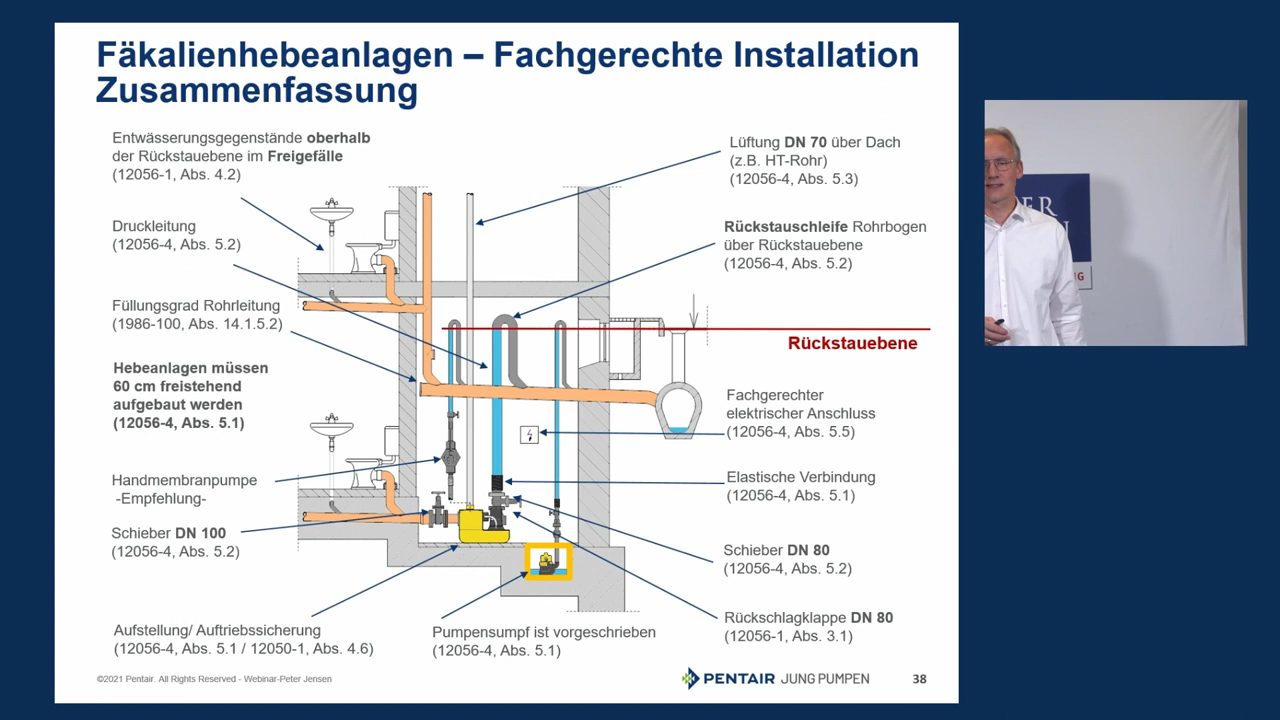 Fäkalienhebeanlagen – Fachgerechte Installation
Zusammenfassung
Entwässerungsgegenstände oberhalb
der Rückstauebene im Freigefälle
(12056-1, Abs. 4.2)
Druckleitung
(12056-4, Abs. 5.2)
Füllungsgrad Rohrleitung
(1986-100, Abs. 14.1.5.2)
Hebeanlagen müssen
60 cm freistehend
aufgebaut werden
(12056-4, Abs. 5.1)
Handmembranpumpe
-Empfehlung-
Schieber DN 100
(12056-4, Abs. 5.2)
Aufstellung/ Auftriebssicherung
(12056-4, Abs. 5.1 / 12050-1, Abs. 4.6)
Pumpensumpf ist vorgeschrieben
(12056-4, Abs. 5.1)
Lüftung DN 70 über Dach
(z.B. HT-Rohr)
(12056-4, Abs. 5.3)
Rückstauschleife Rohrbogen
über Rückstauebene
(12056-4, Abs. 5.2)
Rückstauebene
Fachgerechter
elektrischer Anschluss
(12056-4, Abs. 5.5)
Elastische Verbindung
(12056-4, Abs. 5.1)
Schieber DN 80
(12056-4, Abs. 5.2)
Rückschlagklappe DN 80
(12056-1, Abs. 3.1)
©2021 Pentair. All Rights Reserved - Webinar-Peter Jensen
PENTAIR JUNG PUMPEN
38